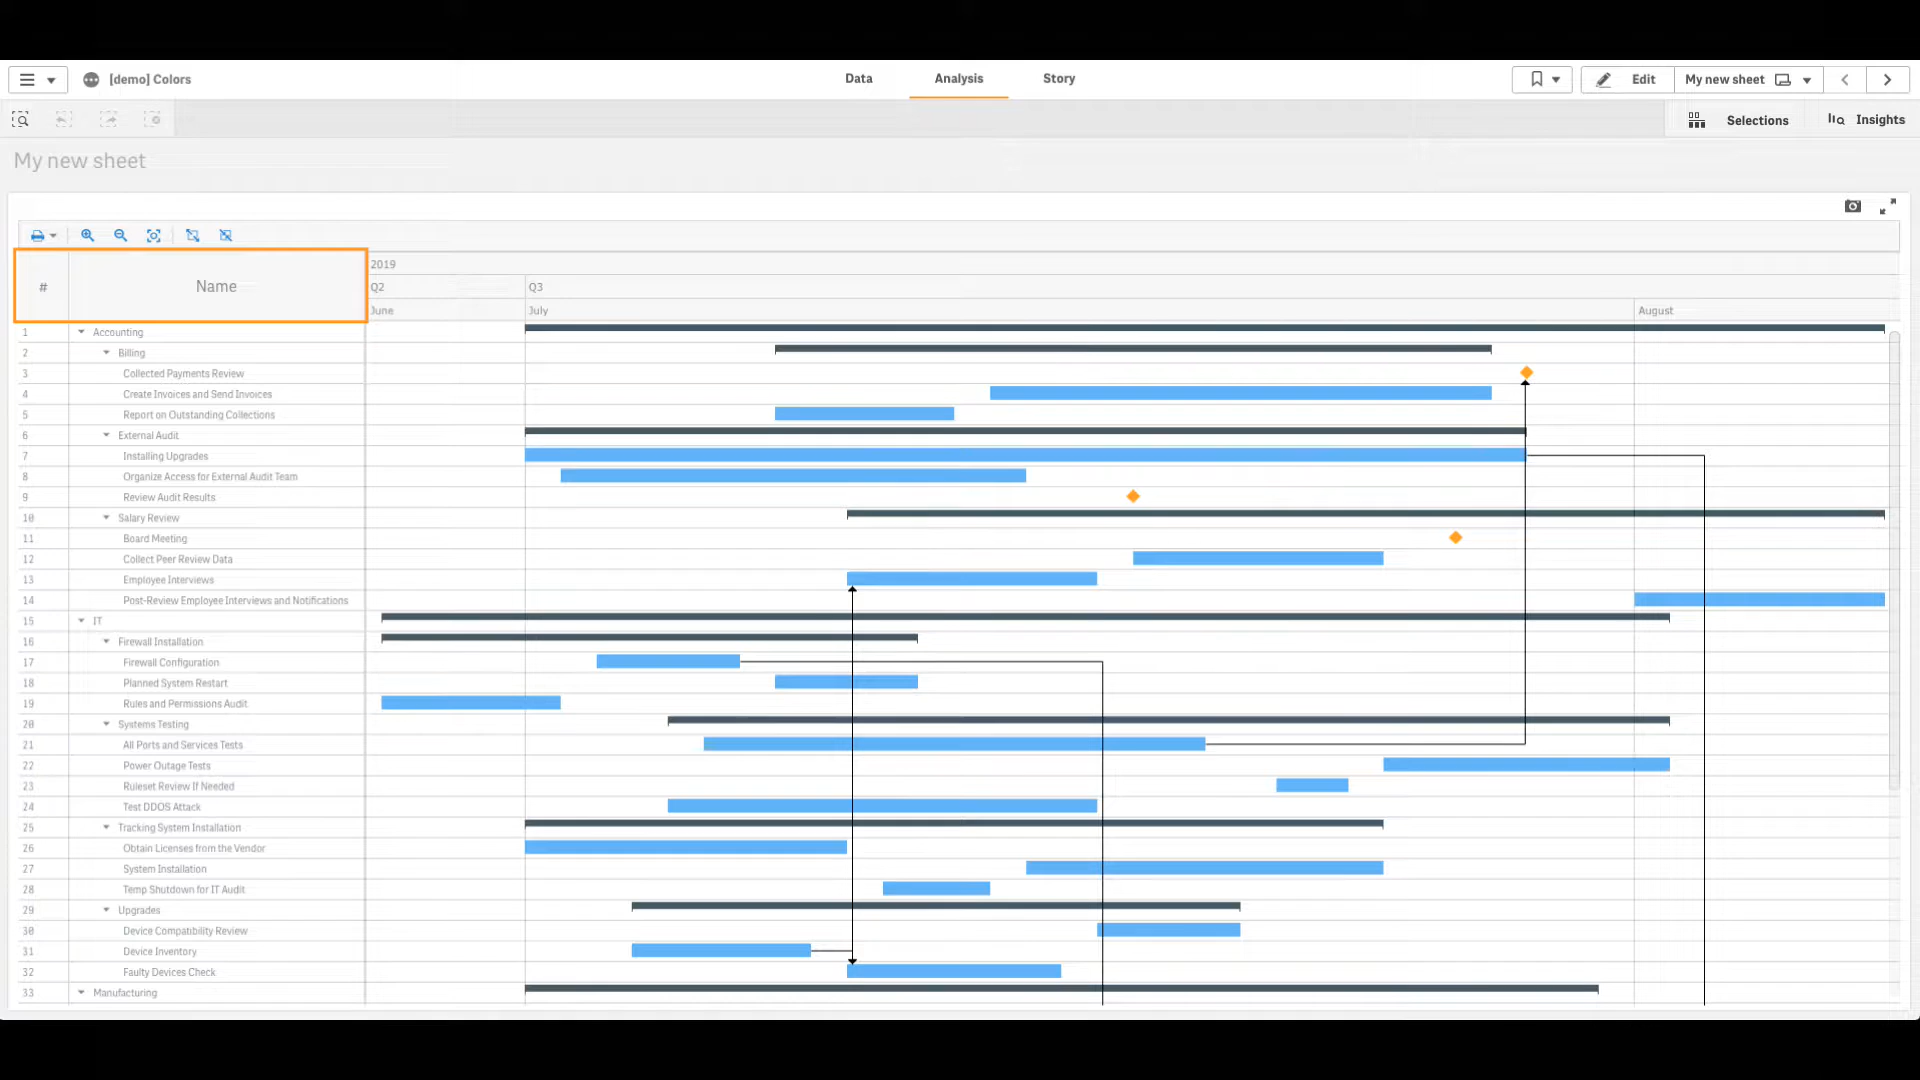 [demo] Colors
Data
Analysis
Story
Edit
My new sheet
Selections
Insights
My new sheet
# Name
2019
Q2 Q3
June July August
1 Accounting
2 Billing
3 Collected Payments Review
4 Create Invoices and Send Invoices
5 Report on Outstanding Collections
6 External Audit
7 Installing Upgrades
8 Organize Access for External Audit Team
9 Review Audit Results
10 Salary Review
11 Board Meeting
12 Collect Peer Review Data
13 Employee Interviews
14 Post-Review Employee Interviews and Notifications
15 IT
16 Firewall Installation
17 Firewall Configuration
18 Planned System Restart
19 Rules and Permissions Audit
20 Systems Testing
21 All Ports and Services Tests
22 Power Outage Tests
23 Ruleset Review If Needed
24 Test DDOS Attack
25 Tracking System Installation
26 Obtain Licenses from the Vendor
27 System Installation
28 Temp Shutdown for IT Audit
29 Upgrades
30 Device Compatibility Review
31 Device Inventory
32 Faulty Devices Check
33 Manufacturing